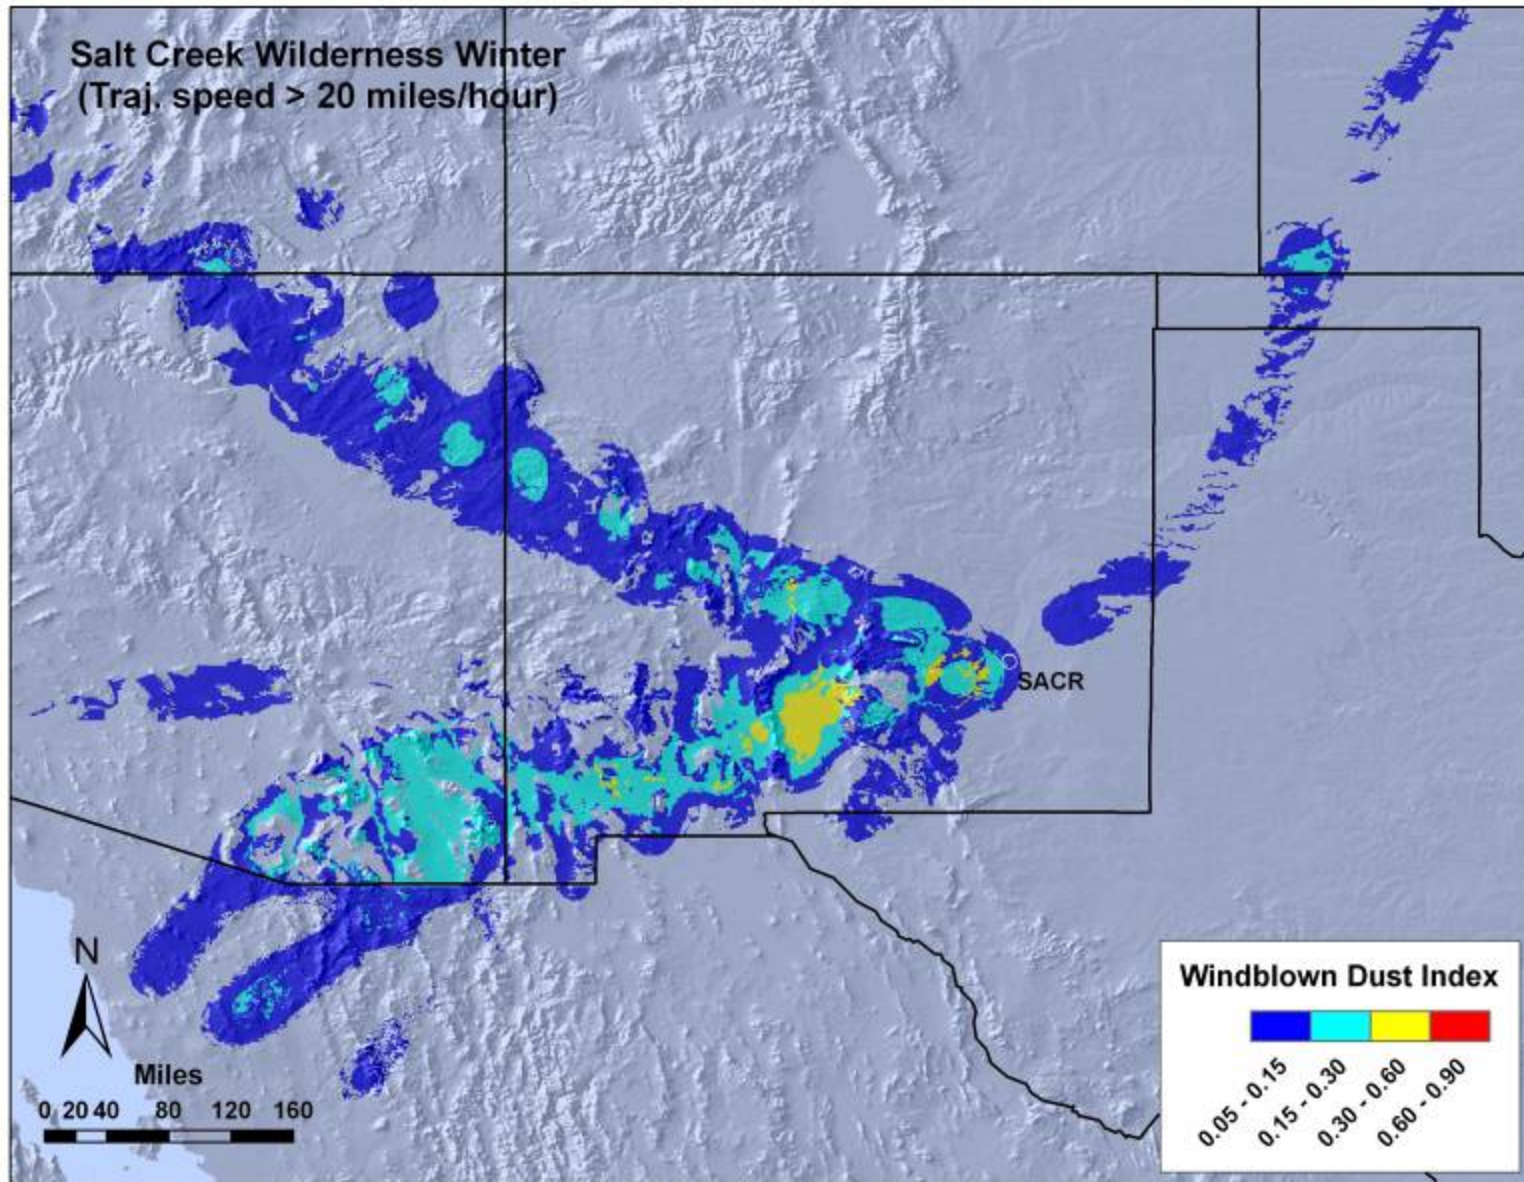 Salt Creek Wilderness Winter
(Traj. speed > 20 miles/hour)
SACR
N
Miles
0 20 40 80 120 160
Windblown Dust Index
0.05 - 0.15
0.15 - 0.30
0.30 - 0.60
0.60 - 0.90